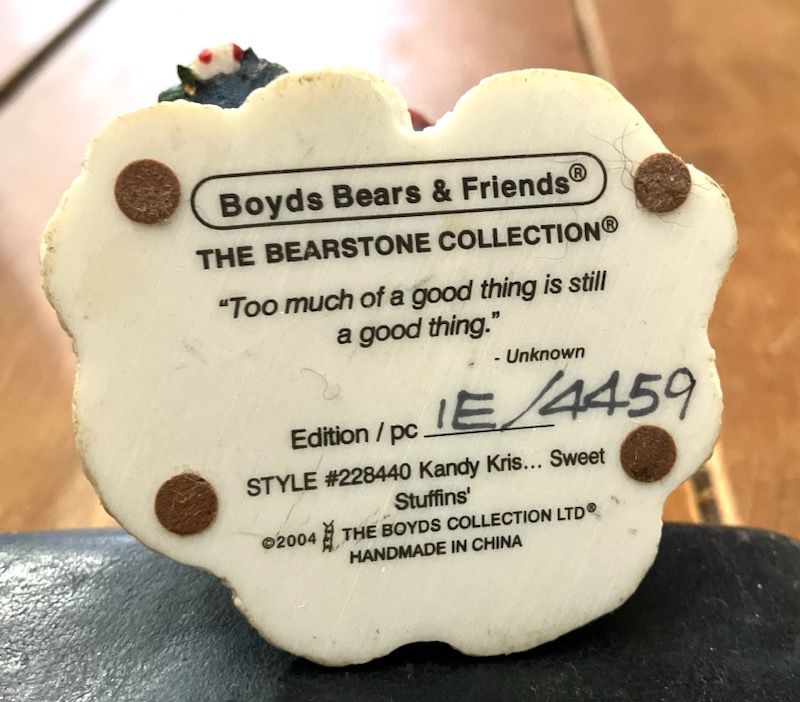 Boyds Bears & Friends®
THE BEARSTONE COLLECTION®
“Too much of a good thing is still
a good thing.”
- Unknown
Edition / pc 1E/4459
STYLE #228440 Kandy Kris... Sweet
Stuffins'
©2004 THE BOYDS COLLECTION LTD®
HANDMADE IN CHINA